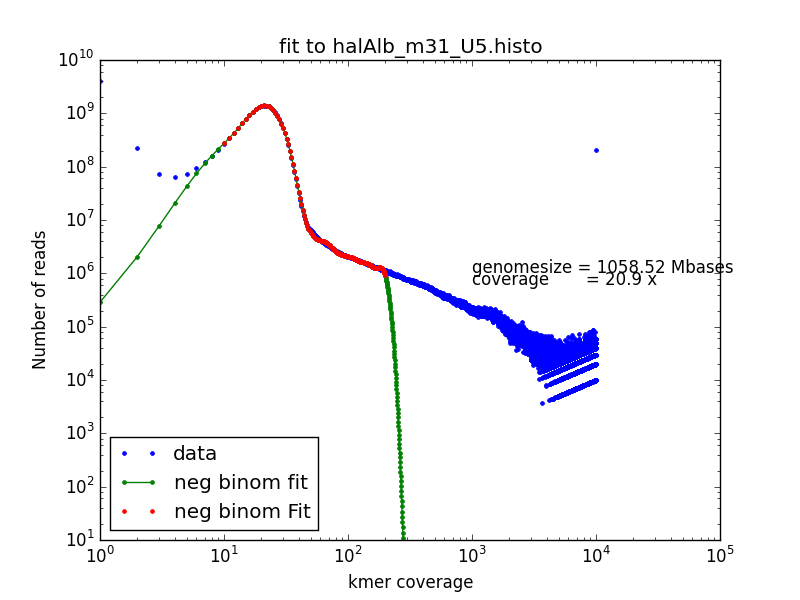 fit to halAlb_m31_U5.histo
10^10
10^9
10^8
10^7
10^6
10^5
10^4
10^3
10^2
10^1
Number of reads
genomesize = 1058.52 Mbases
coverage = 20.9 x
data
neg binom fit
neg binom Fit
10^0
10^1
10^2
10^3
10^4
10^5
kmer coverage